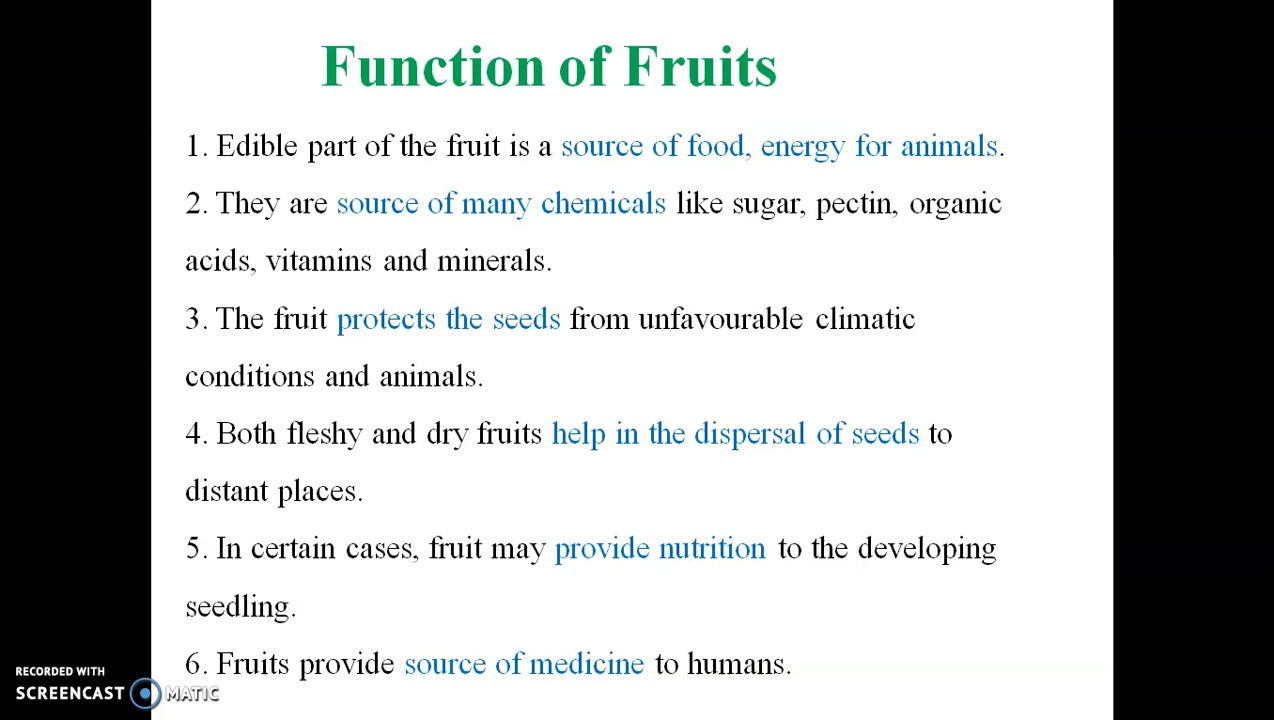 Function of Fruits
1. Edible part of the fruit is a source of food, energy for animals.
2. They are source of many chemicals like sugar, pectin, organic
acids, vitamins and minerals.
3. The fruit protects the seeds from unfavourable climatic
conditions and animals.
4. Both fleshy and dry fruits help in the dispersal of seeds to
distant places.
5. In certain cases, fruit may provide nutrition to the developing
seedling.
6. Fruits provide source of medicine to humans.
RECORDED WITH
SCREENCAST MATIC